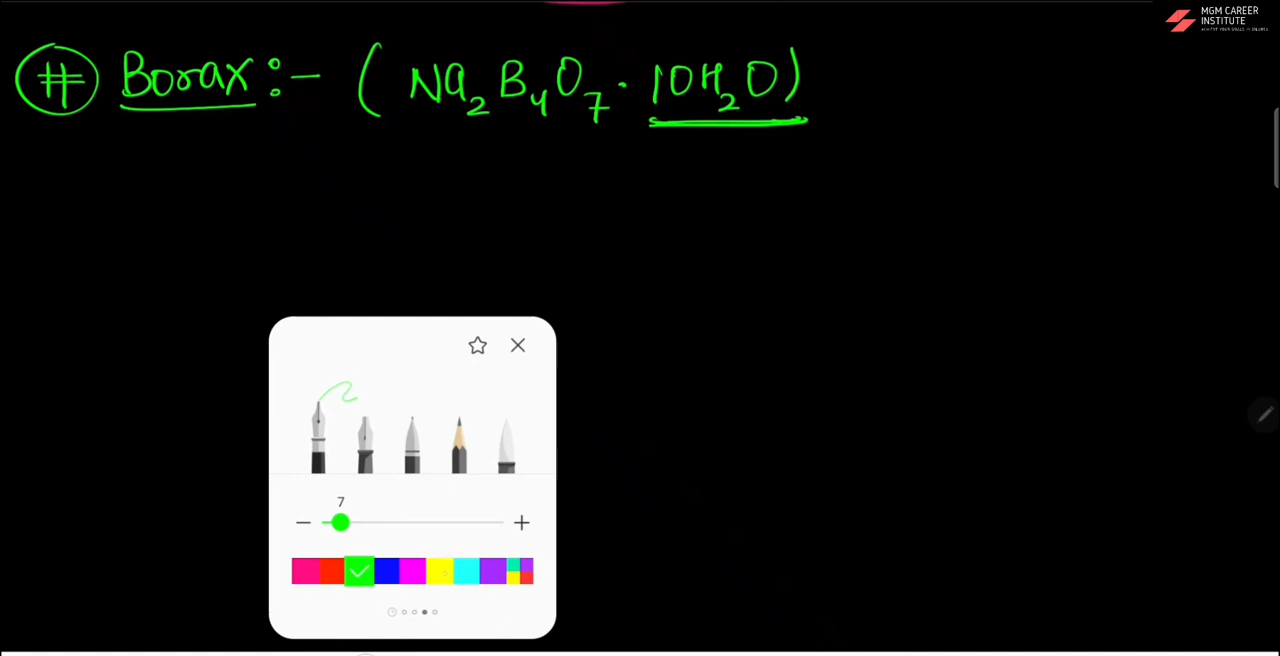 # Borax :- ( Na2B4O7 · 10H2O)
MGM CAREER
INSTITUTE
7